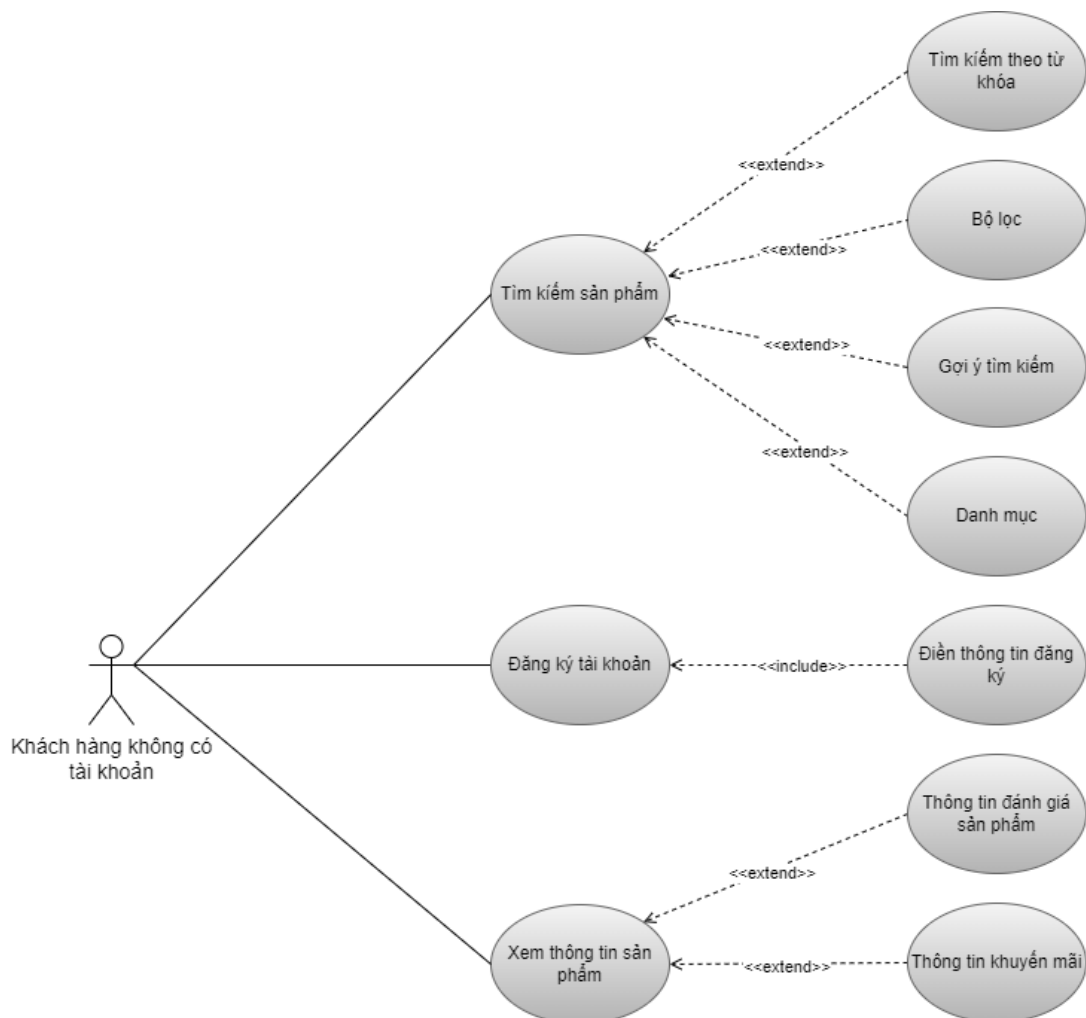 Tìm kiếm theo từ
khóa
<<extend>>
Bộ lọc
<<extend>>
Tìm kiếm sản phẩm
<<extend>>
Gợi ý tìm kiếm
<<extend>>
Danh mục
Đăng ký tài khoản
<<include>>
Điền thông tin đăng
ký
Khách hàng không có
tài khoản
Thông tin đánh giá
sản phẩm
<<extend>>
Xem thông tin sản
phẩm
<<extend>>
Thông tin khuyến mãi